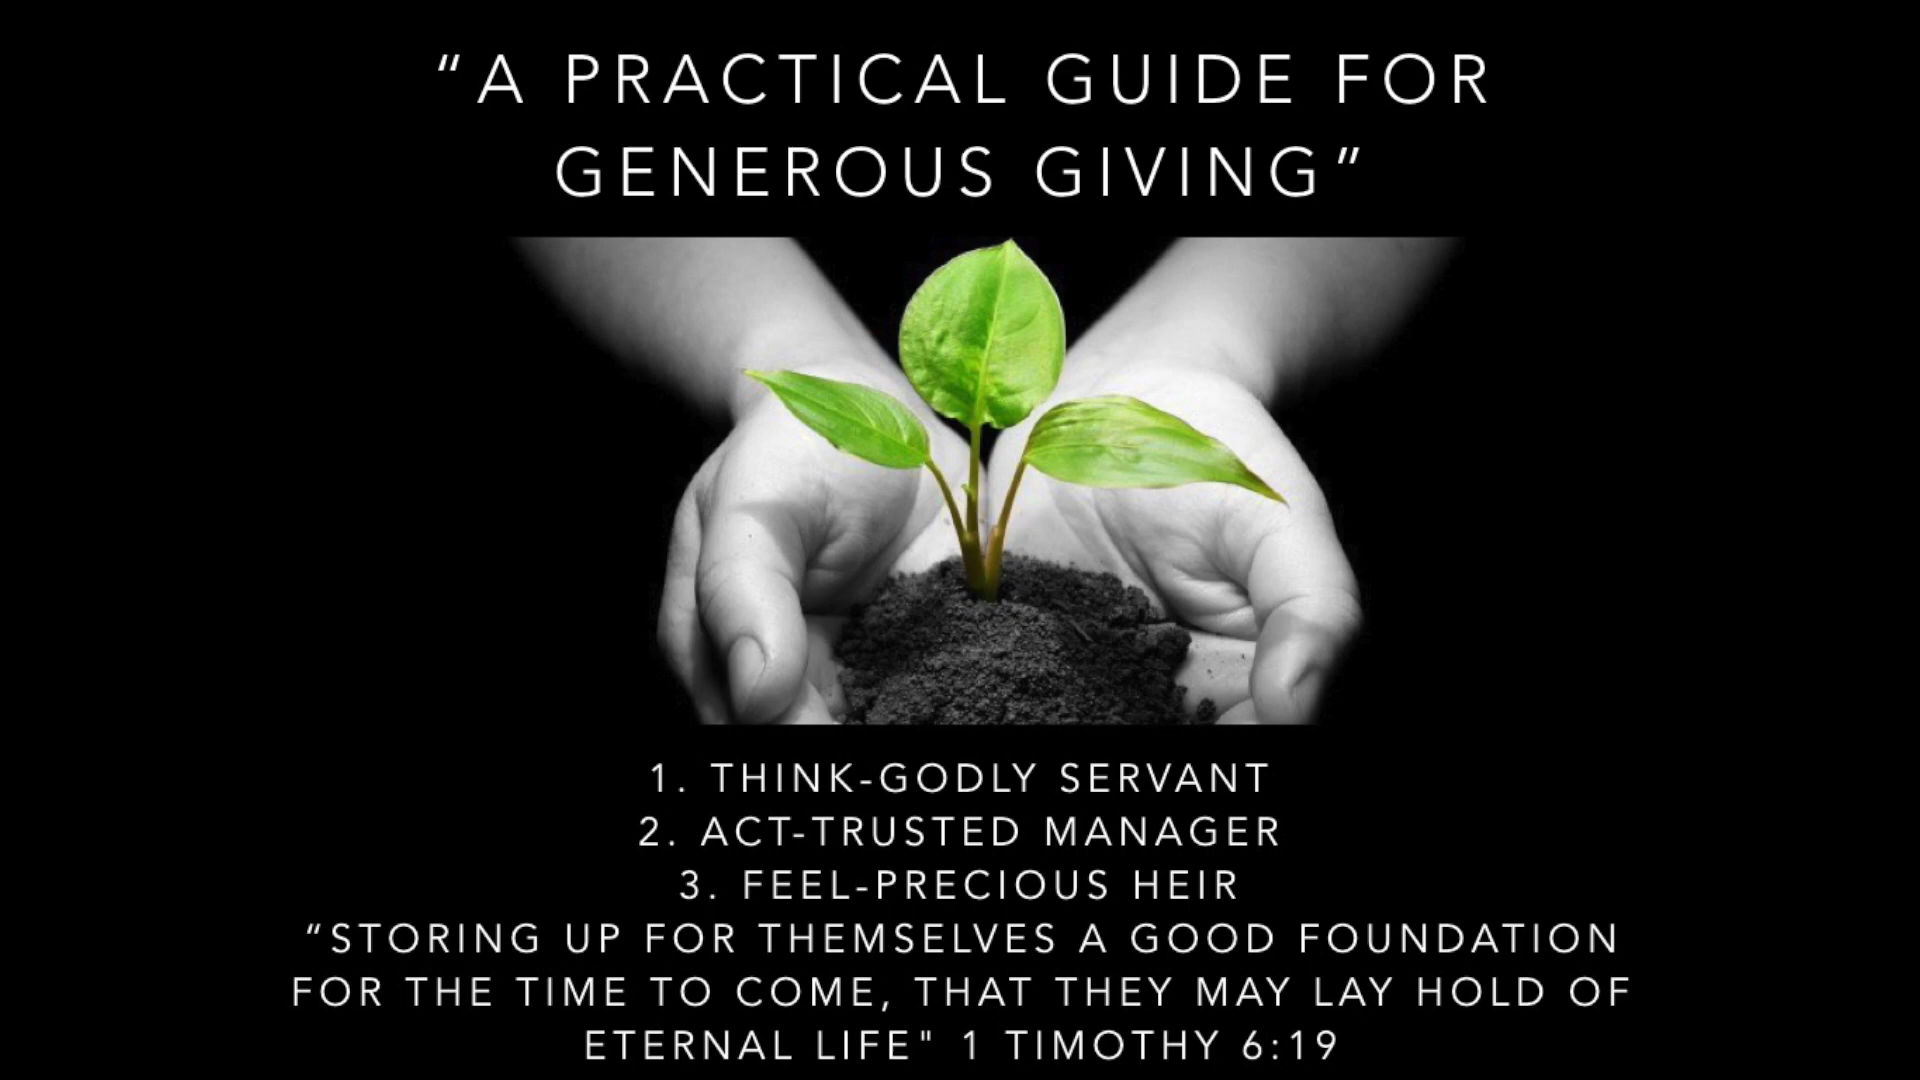 “A PRACTICAL GUIDE FOR
GENEROUS GIVING”
1. THINK-GODLY SERVANT
2. ACT-TRUSTED MANAGER
3. FEEL-PRECIOUS HEIR
“STORING UP FOR THEMSELVES A GOOD FOUNDATION
FOR THE TIME TO COME, THAT THEY MAY LAY HOLD OF
ETERNAL LIFE" 1 TIMOTHY 6:19